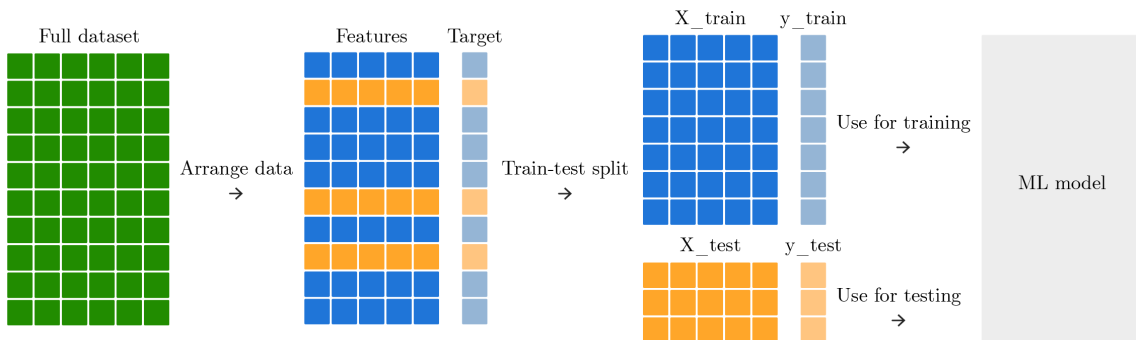 Full dataset
Arrange data
→
Features
Target
Train-test split
→
X_train
y_train
Use for training
→
X_test
y_test
Use for testing
→
ML model